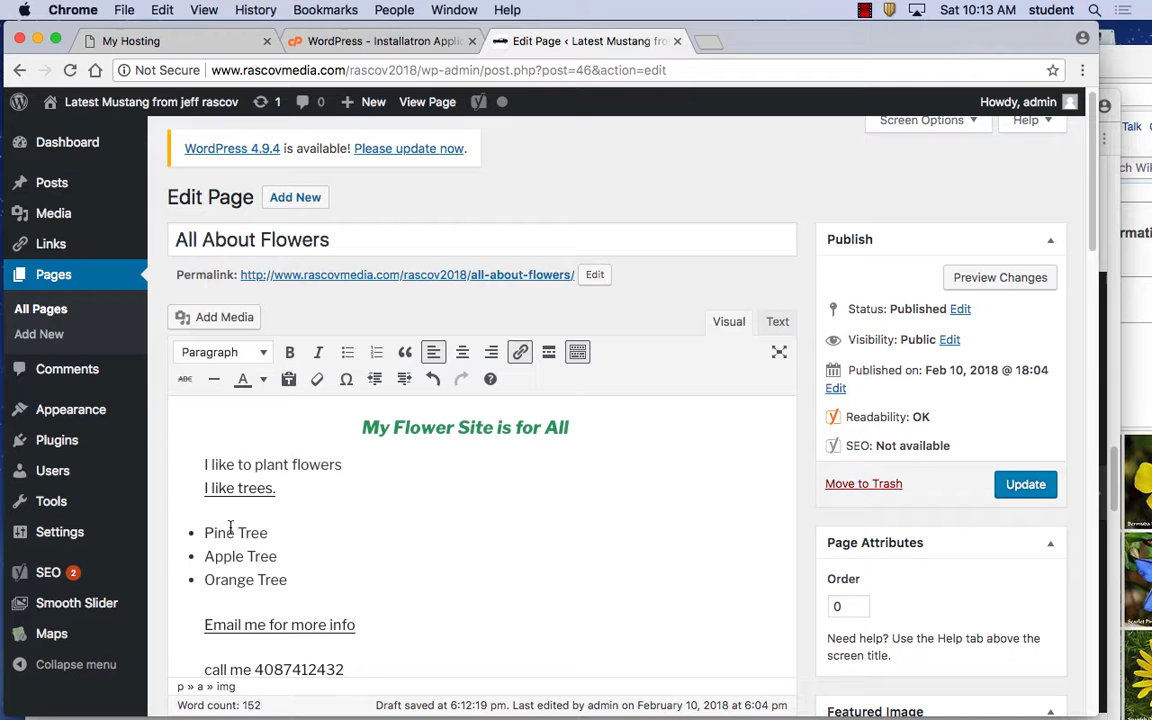 Chrome File Edit View History Bookmarks People Window Help Sat 10:13 AM student
My Hosting
WordPress - Installatron Applic
Edit Page ‹ Latest Mustang from
Not Secure www.rascovmedia.com/rascov2018/wp-admin/post.php?post=46&action=edit
Latest Mustang from jeff rascov 1 0 New View Page Howdy, admin
Screen Options Help
Talk
WordPress 4.9.4 is available! Please update now.
Edit Page Add New
All About Flowers
Permalink: http://www.rascovmedia.com/rascov2018/all-about-flowers/ Edit
Add Media
Visual Text
Paragraph
B I
ABC A
My Flower Site is for All
I like to plant flowers
I like trees.
Pine Tree
Apple Tree
Orange Tree
Email me for more info
call me 4087412432
p » a » img
Word count: 152 Draft saved at 6:12:19 pm. Last edited by admin on February 10, 2018 at 6:04 pm
Dashboard
Posts
Media
Links
Pages
All Pages
Add New
Comments
Appearance
Plugins
Users
Tools
Settings
SEO 2
Smooth Slider
Maps
Collapse menu
Publish
Preview Changes
Status: Published Edit
Visibility: Public Edit
Published on: Feb 10, 2018 @ 18:04
Edit
Readability: OK
SEO: Not available
Move to Trash Update
Page Attributes
Order
0
Need help? Use the Help tab above the
screen title.
Featured Image